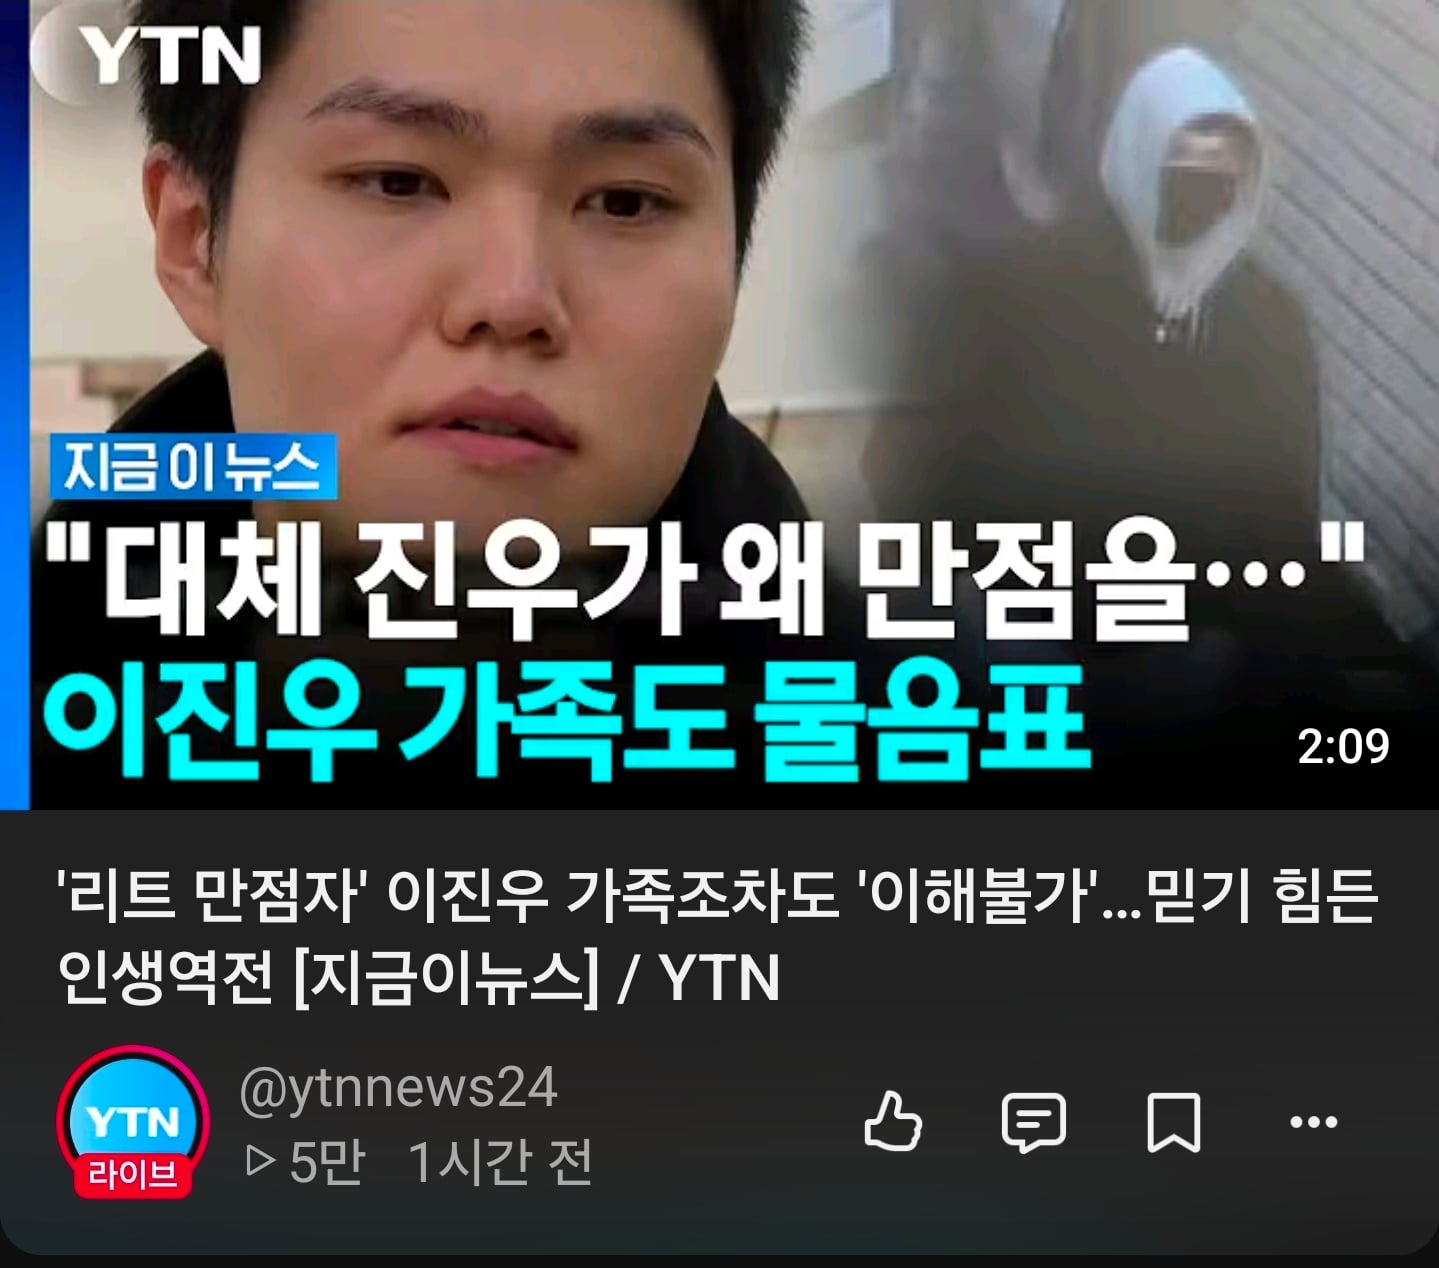 YTN
지금 이 뉴스
"대체 진우가 왜 만점을…"
이진우 가족도 물음표
2:09
'리트 만점자' 이진우 가족조차도 '이해불가'...믿기 힘든
인생역전 [지금이뉴스] / YTN
YTN
라이브
@ytnnews24
5만 1시간 전